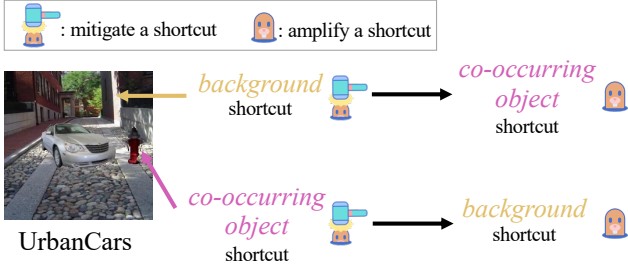 : mitigate a shortcut : amplify a shortcut
background
shortcut
co-occurring
object
shortcut
co-occurring
object
shortcut
background
shortcut
UrbanCars